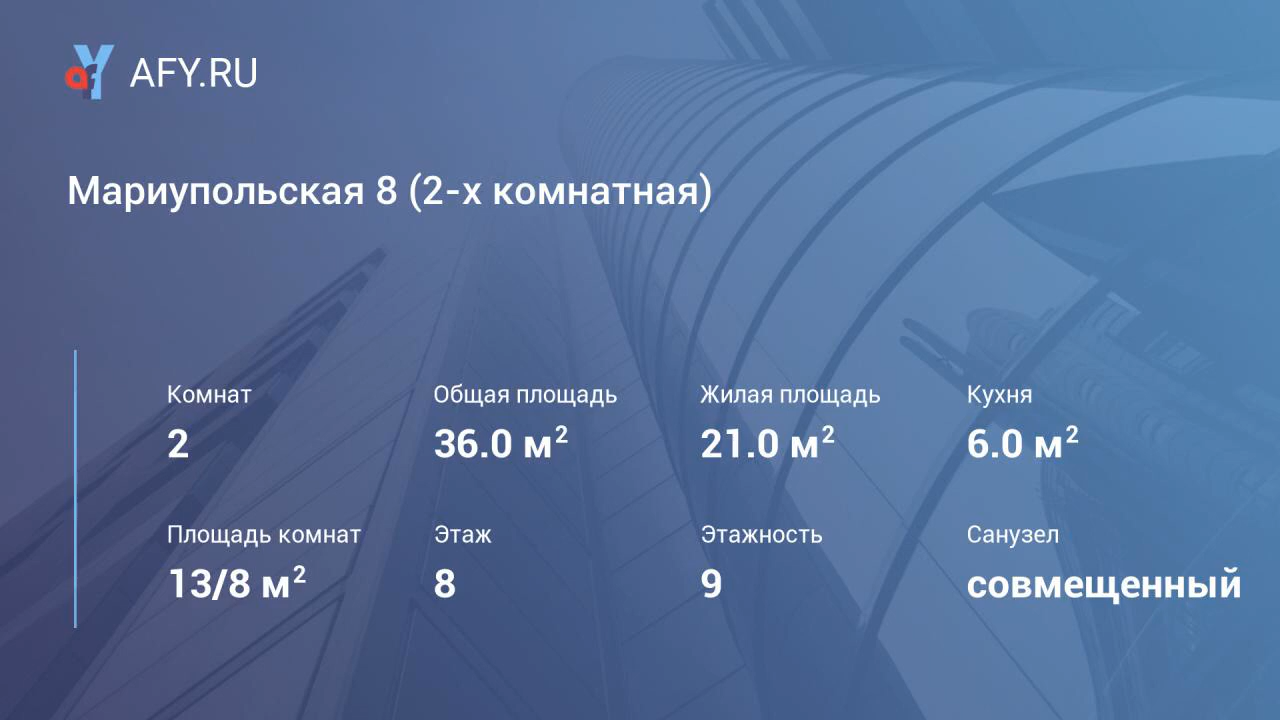 afy AFY.RU
Мариупольская 8 (2-х комнатная)
Комнат Общая площадь Жилая площадь Кухня
2 36.0 м² 21.0 м² 6.0 м²
Площадь комнат Этаж Этажность Санузел
13/8 м² 8 9 совмещенный